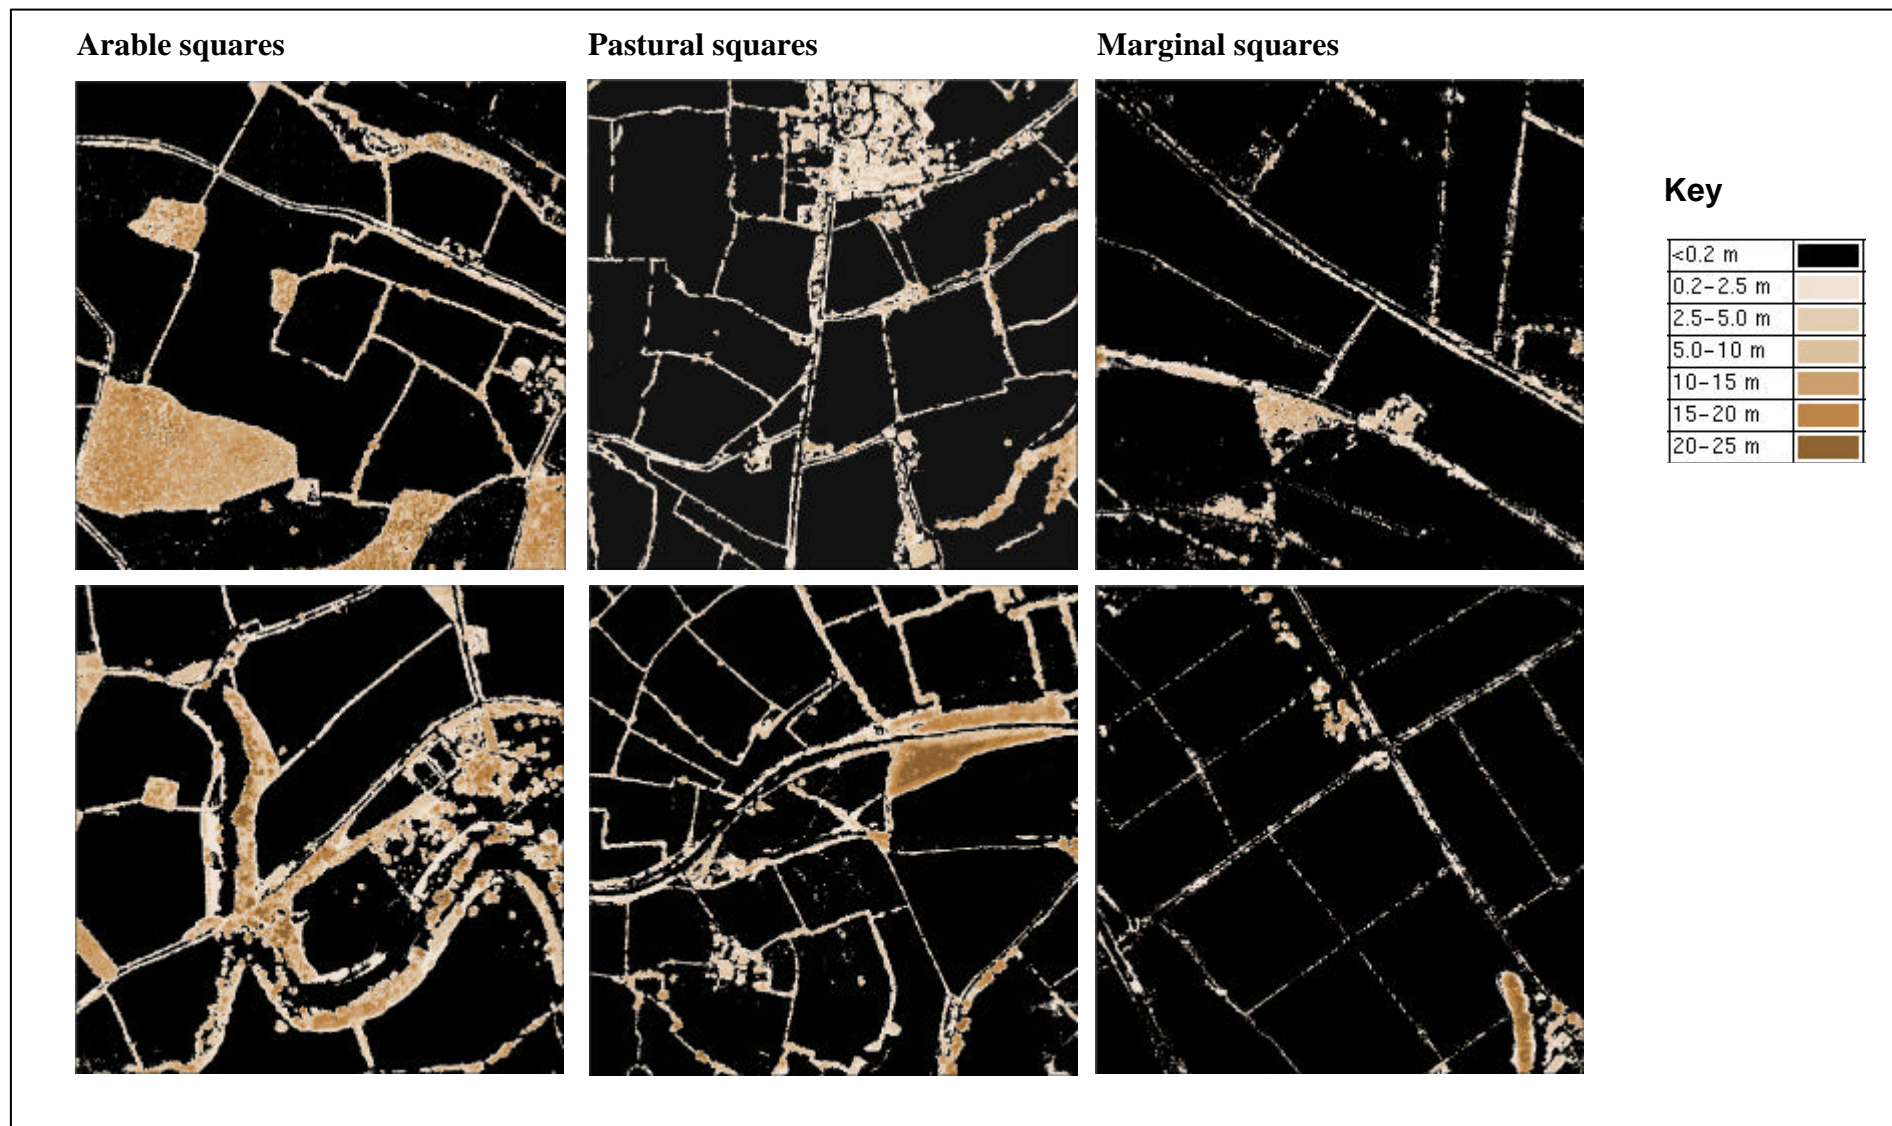 Arable squares
Pastural squares
Marginal squares
Key
<0.2 m
0.2-2.5 m
2.5-5.0 m
5.0-10 m
10-15 m
15-20 m
20-25 m